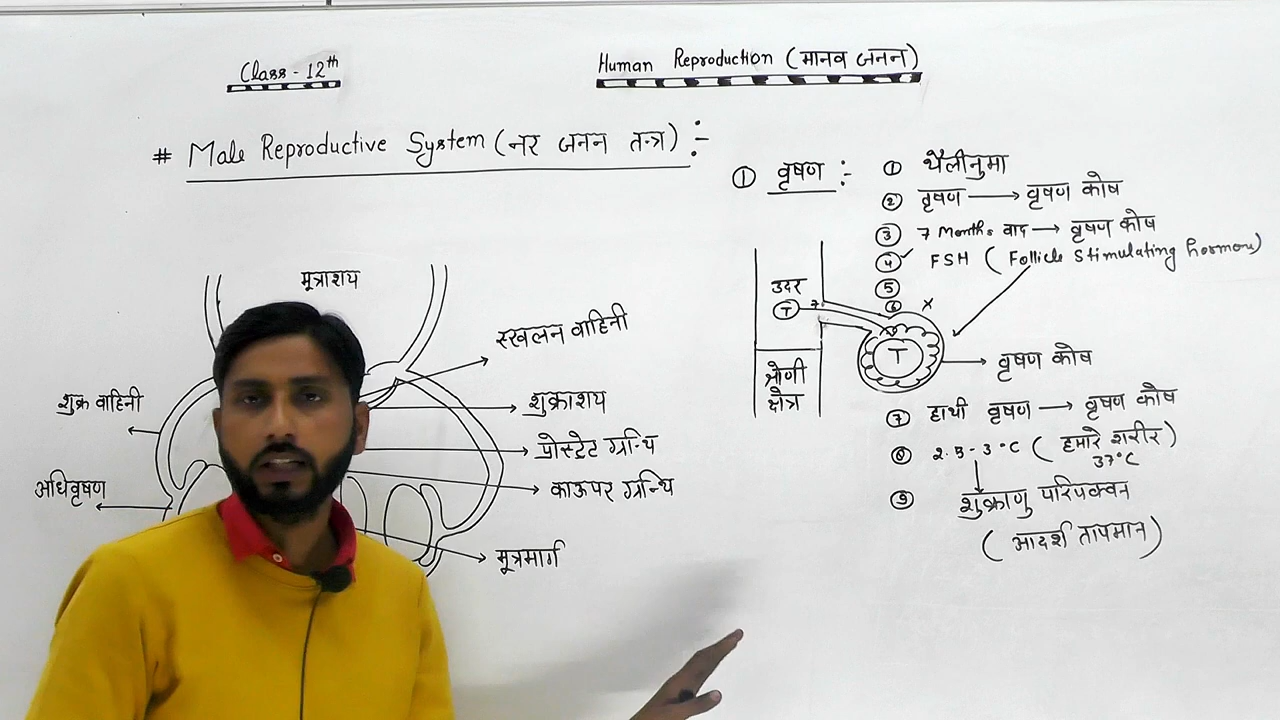 Class - 12th
Human Reproduction (मानव जनन)
# Male Reproductive System (नर जनन तन्त्र) :-
① वृषण :-
① थैलीनुमा
② वृषण → वृषण कोष
③ 7 Months बाद → वृषण कोष
④ FSH ( Follicle Stimulating hormone)
⑤
⑥ x
उदर
T
T
→ वृषण कोष
श्रोणी
क्षेत्र
⑦ हाथी वृषण → वृषण कोष
⑧ 2.5 - 3°C ( हमारे शरीर)
37°C
⑨ शुक्राणु परिपक्वन
( आदर्श तापमान )
मूत्राशय
स्खलन वाहिनी
शुक्र वाहिनी
शुक्राशय
प्रोस्ट्रेट ग्रन्थि
काऊपर ग्रन्थि
अधिवृषण
मूत्रमार्ग